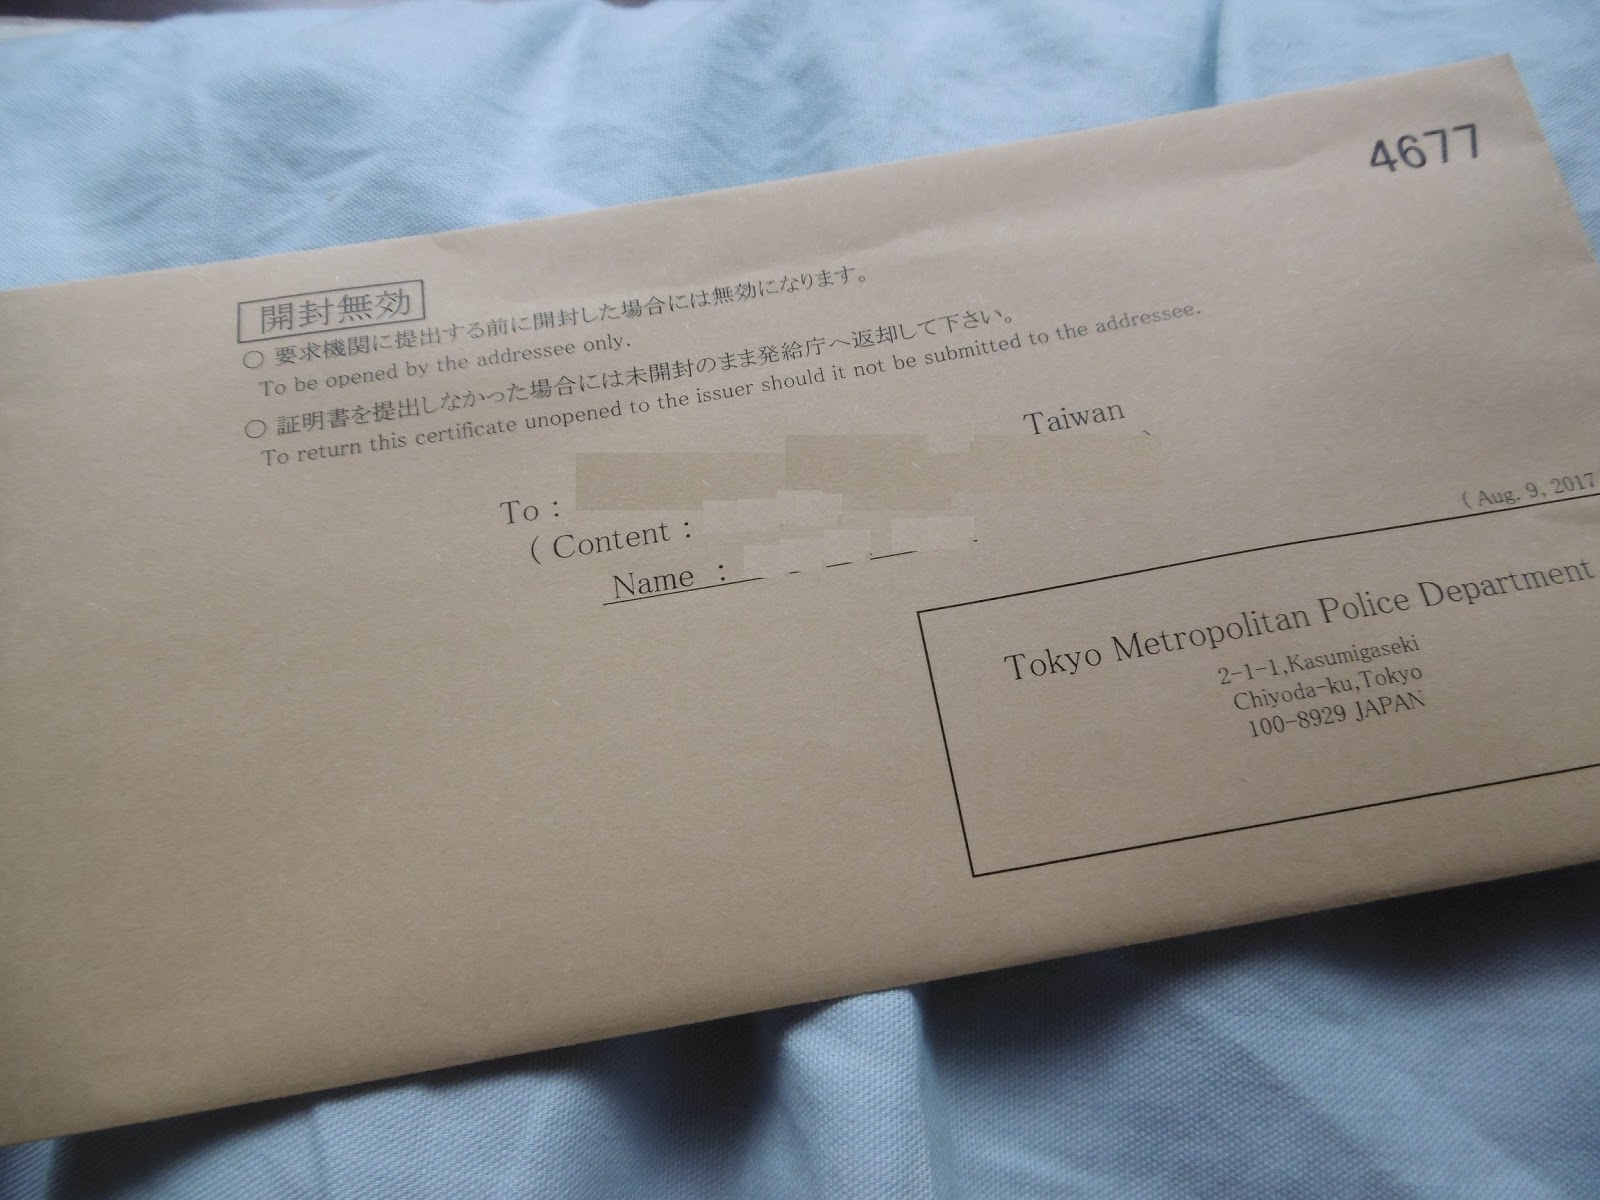 4677
開封無効
○ 要求機関に提出する前に開封した場合には無効になります。
To be opened by the addressee only.
○ 証明書を提出しなかった場合には未開封のまま発給庁へ返却して下さい。
To return this certificate unopened to the issuer should it not be submitted to the addressee.
To : Taiwan
( Content :
Name :
( Aug. 9, 2017
Tokyo Metropolitan Police Department
2-1-1,Kasumigaseki
Chiyoda-ku,Tokyo
100-8929 JAPAN